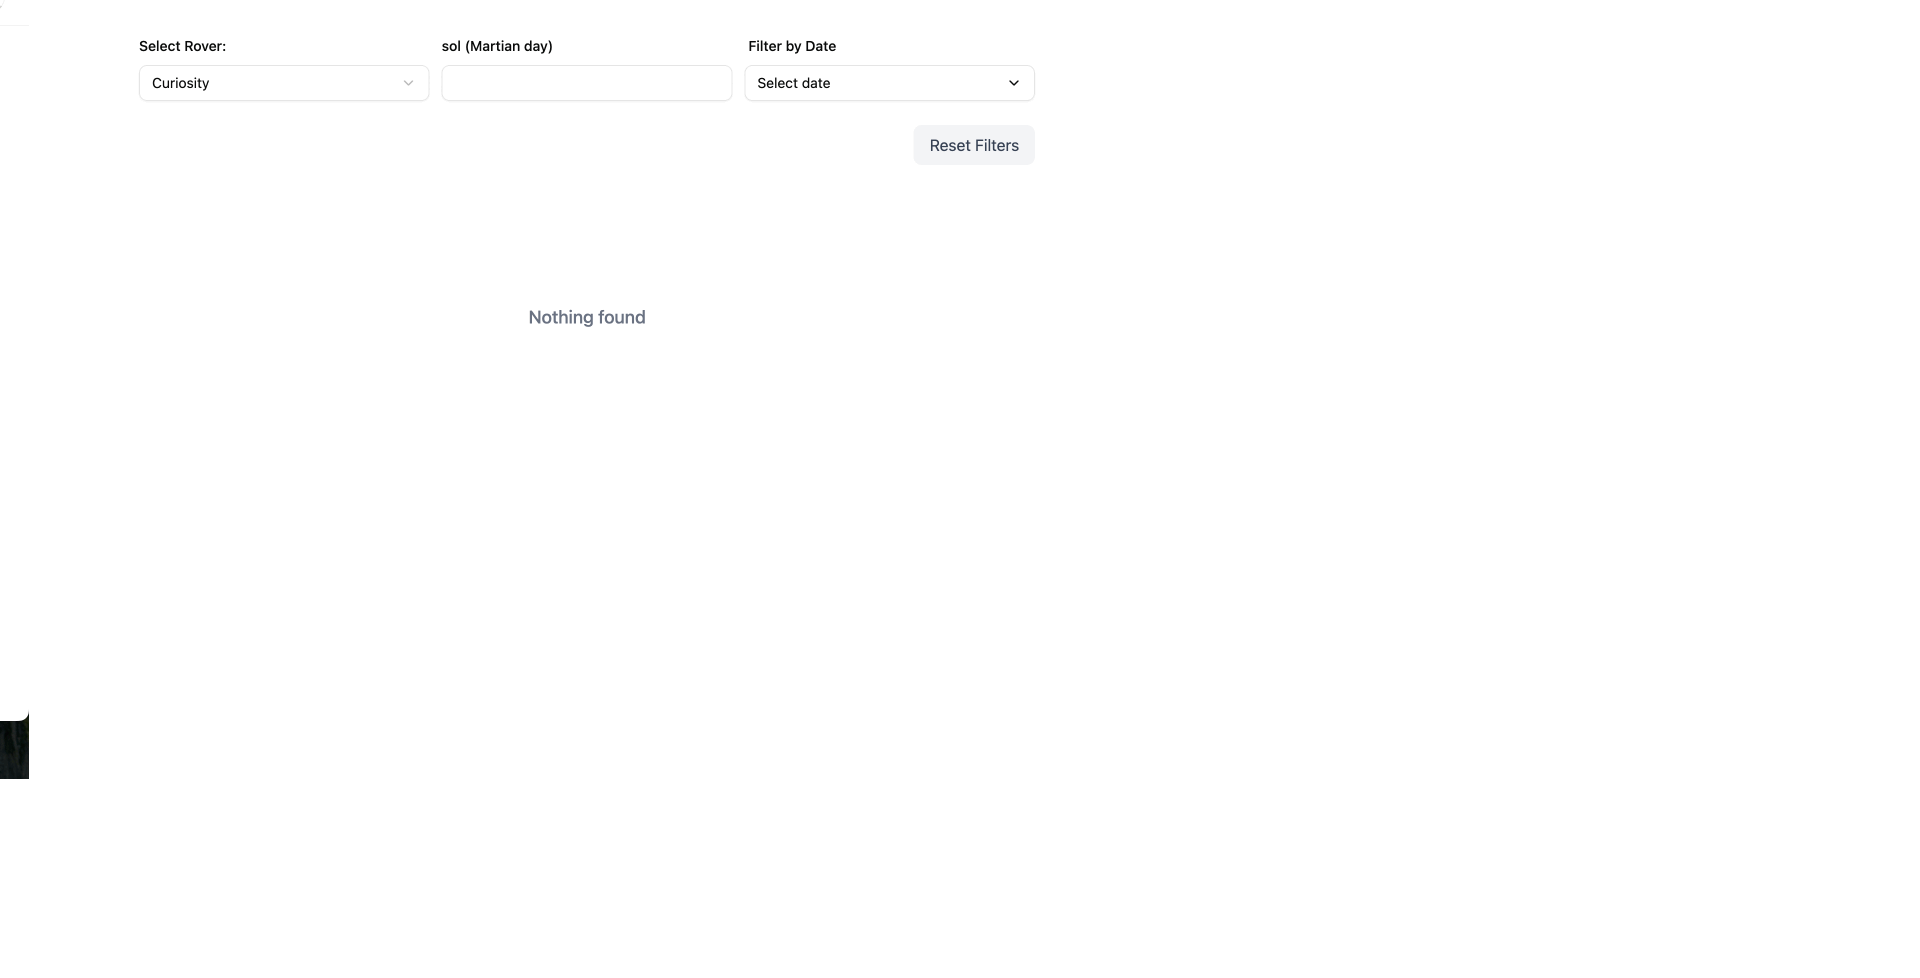 Select Rover:
sol (Martian day)
Filter by Date
Curiosity
Select date
Reset Filters
Nothing found